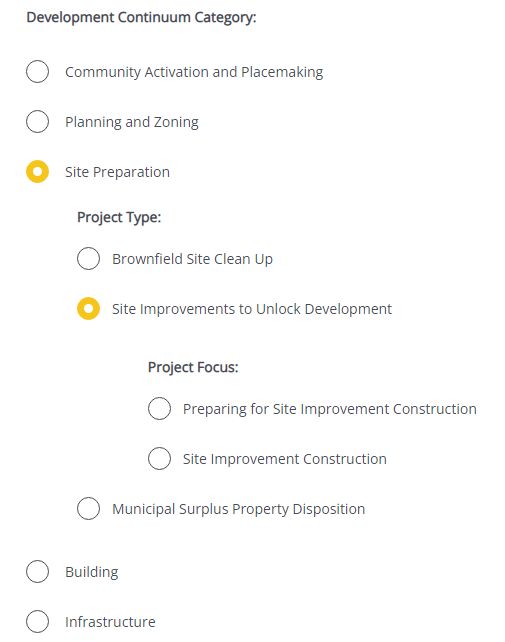 Development Continuum Category:
Community Activation and Placemaking
Planning and Zoning
Site Preparation
Project Type:
Brownfield Site Clean Up
Site Improvements to Unlock Development
Project Focus:
Preparing for Site Improvement Construction
Site Improvement Construction
Municipal Surplus Property Disposition
Building
Infrastructure